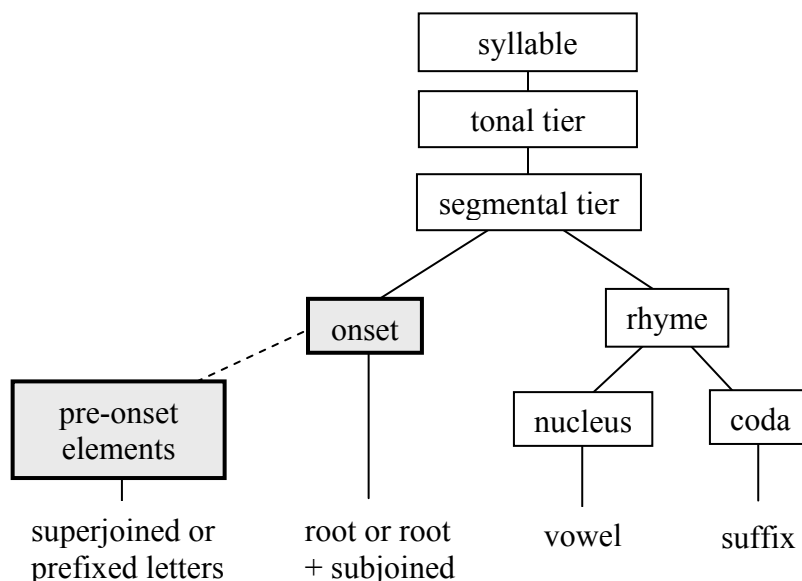 syllable
tonal tier
segmental tier
onset
rhyme
pre-onset
elements
nucleus
coda
superjoined or
prefixed letters
root or root
+ subjoined
vowel
suffix